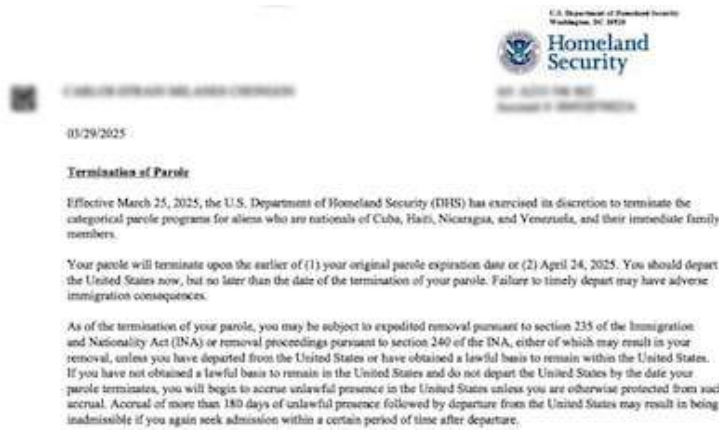 U.S. Department of Homeland Security
Washington, DC 20528
Homeland
Security
03/29/2025
Termination of Parole
Effective March 25, 2025, the U.S. Department of Homeland Security (DHS) has exercised its discretion to terminate the
categorical parole programs for aliens who are nationals of Cuba, Haiti, Nicaragua, and Venezuela, and their immediate family
members.
Your parole will terminate upon the earlier of (1) your original parole expiration date or (2) April 24, 2025. You should depart
the United States now, but no later than the date of the termination of your parole. Failure to timely depart may have adverse
immigration consequences.
As of the termination of your parole, you may be subject to expedited removal pursuant to section 235 of the Immigration
and Nationality Act (INA) or removal proceedings pursuant to section 240 of the INA, either of which may result in your
removal, unless you have departed from the United States or have obtained a lawful basis to remain within the United States.
If you have not obtained a lawful basis to remain in the United States and do not depart the United States by the date your
parole terminates, you will begin to accrue unlawful presence in the United States unless you are otherwise protected from such
accrual. Accrual of more than 180 days of unlawful presence followed by departure from the United States may result in being
inadmissible if you again seek admission within a certain period of time after departure.